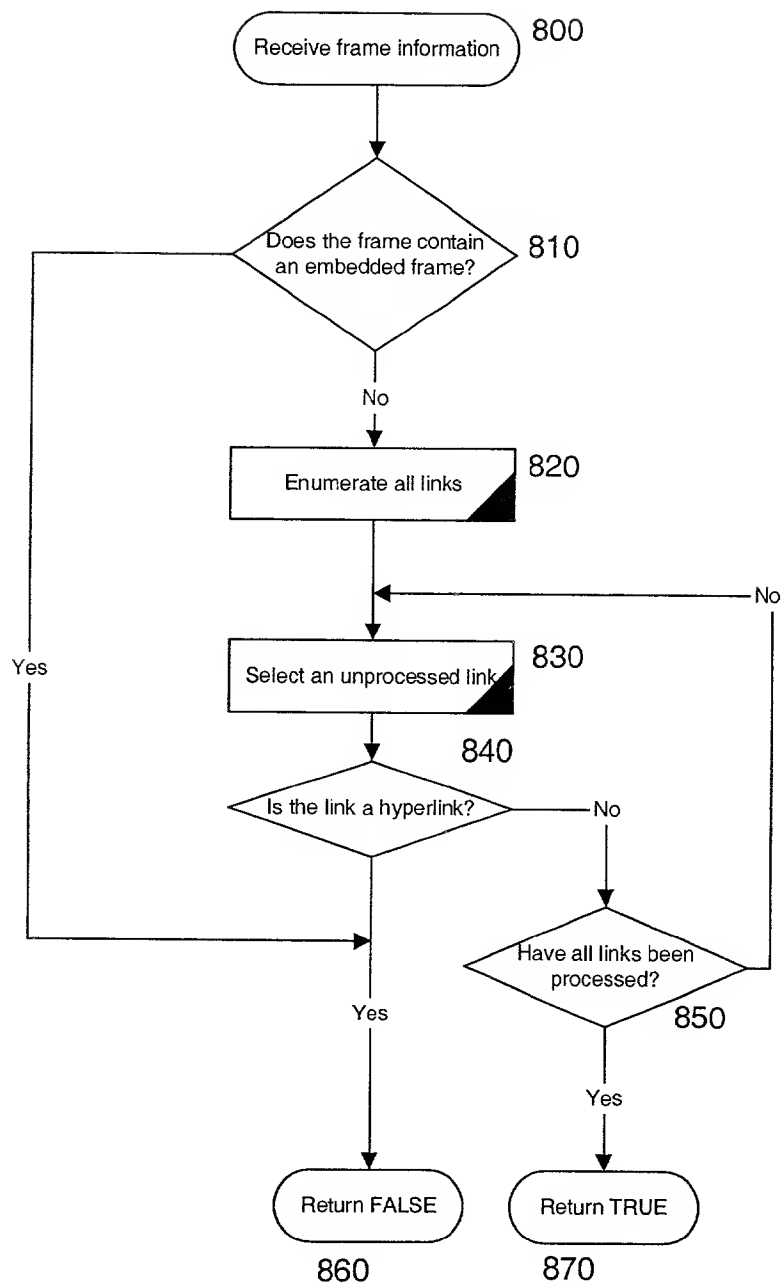 Receive frame information
800
Does the frame contain
an embedded frame?
810
No
Enumerate all links
820
No
Yes
Select an unprocessed link
830
840
Is the link a hyperlink?
No
Have all links been
processed?
850
Yes
Yes
Return FALSE
Return TRUE
860
870